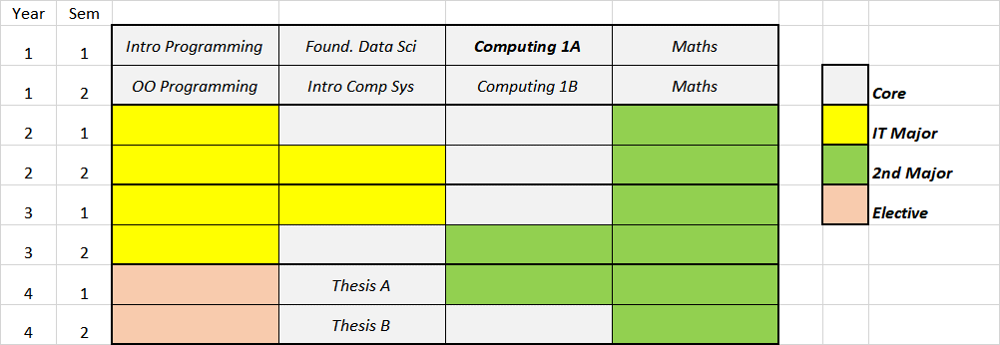 Year Sem
1 1 Intro Programming Found. Data Sci Computing 1A Maths
1 2 OO Programming Intro Comp Sys Computing 1B Maths Core
2 1 IT Major
2 2 2nd Major
3 1 Elective
3 2
4 1 Thesis A
4 2 Thesis B